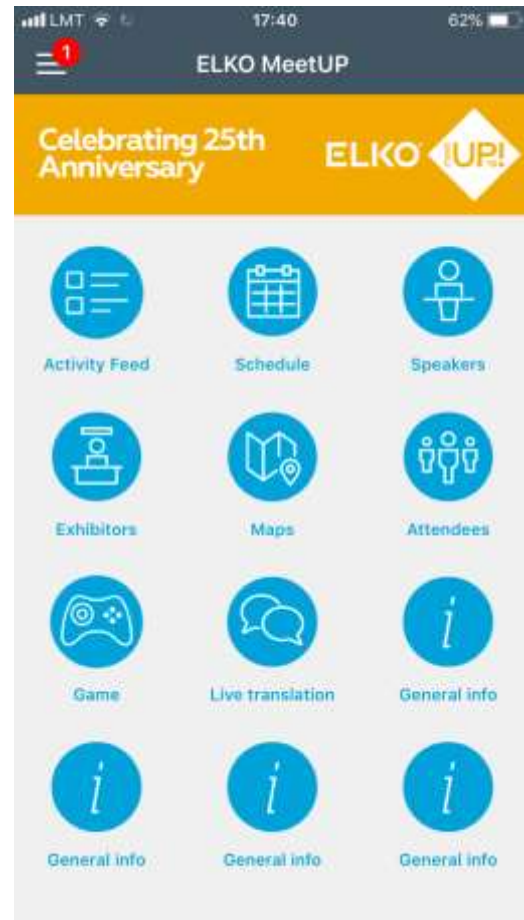 LMT 17:40 62%
1
ELKO MeetUP
Celebrating 25th
Anniversary
ELKO UP!
Activity Feed Schedule Speakers
Exhibitors Maps Attendees
Game Live translation General info
General info General info General info